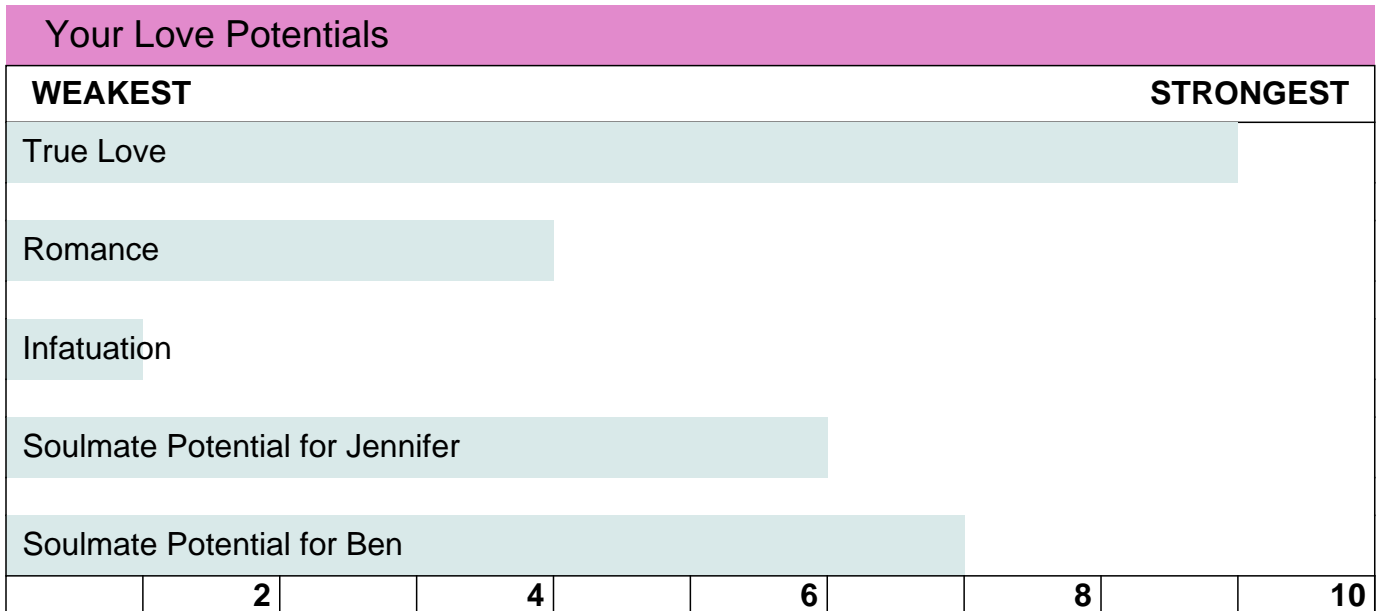 Your Love Potentials
WEAKEST STRONGEST
True Love
Romance
Infatuation
Soulmate Potential for Jennifer
Soulmate Potential for Ben
2 4 6 8 10